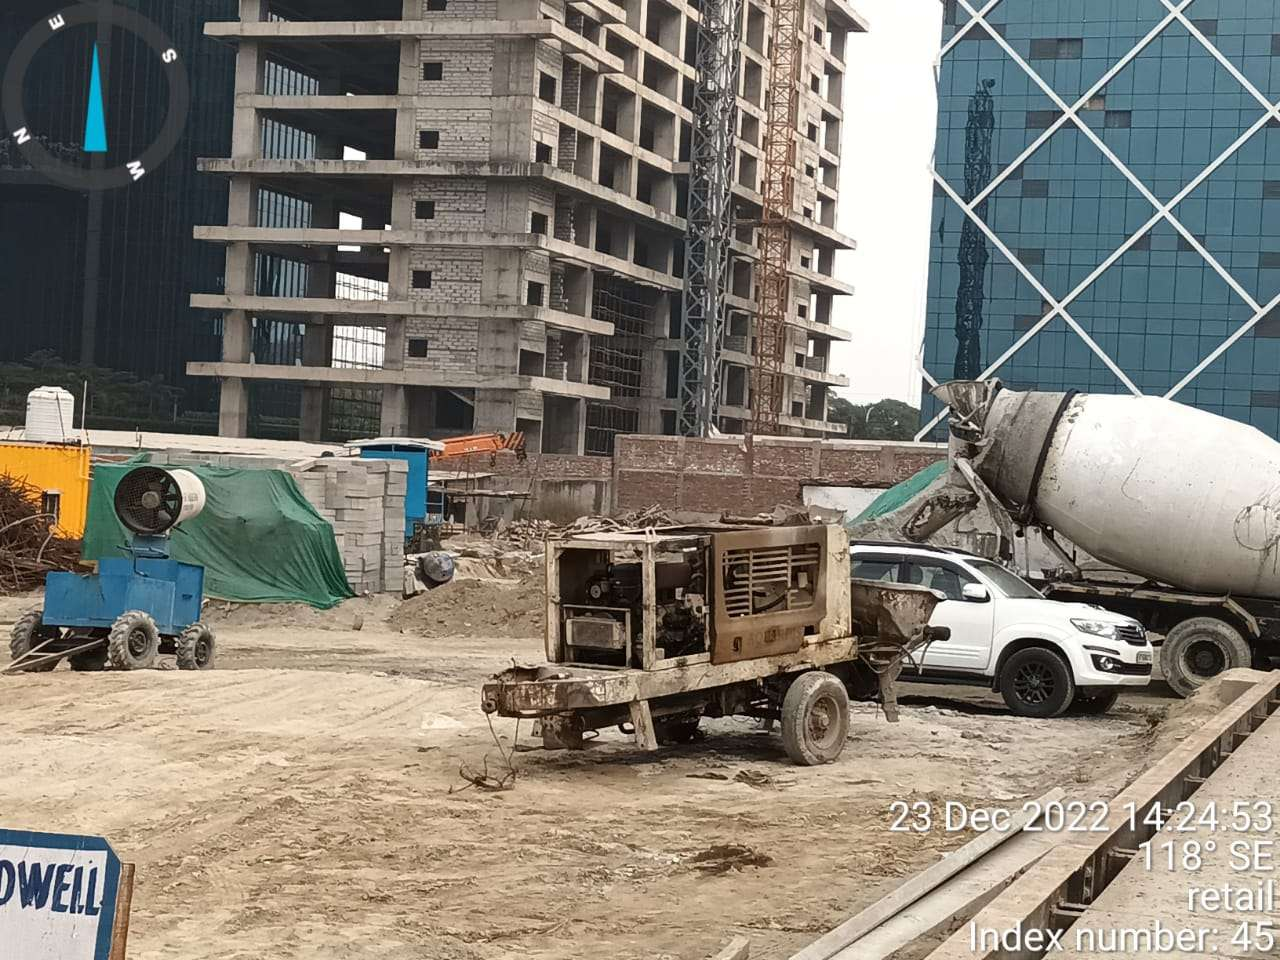 E
S
N
W
DWELL
23 Dec 2022 14:24:53
118° SE
retail
Index number: 45